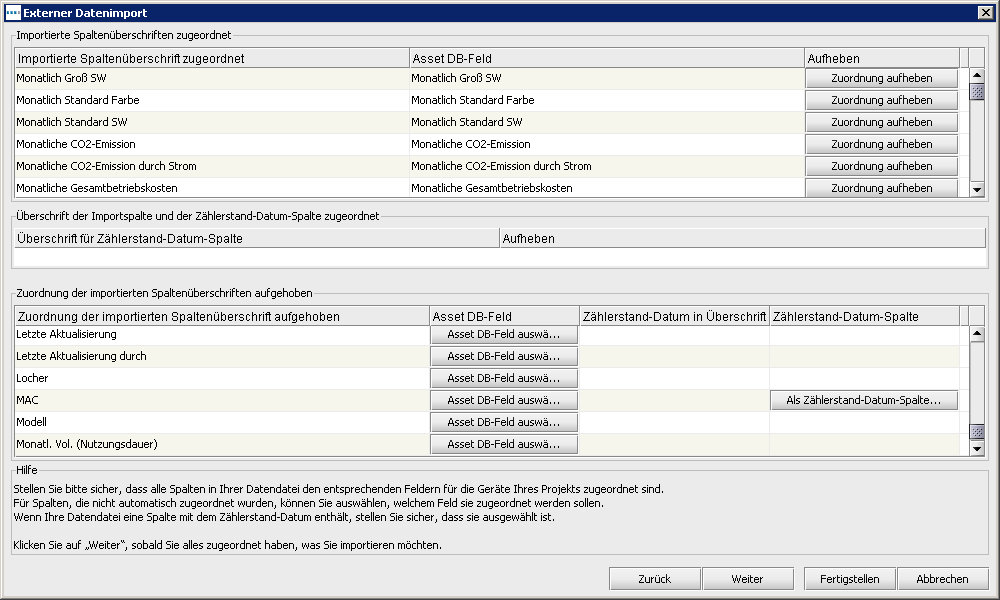 Externer Datenimport
Importierte Spaltenüberschriften zugeordnet
Importierte Spaltenüberschrift zugeordnet Asset DB-Feld Aufheben
Monatlich Groß SW Monatlich Groß SW Zuordnung aufheben
Monatlich Standard Farbe Monatlich Standard Farbe Zuordnung aufheben
Monatlich Standard SW Monatlich Standard SW Zuordnung aufheben
Monatliche CO2-Emission Monatliche CO2-Emission Zuordnung aufheben
Monatliche CO2-Emission durch Strom Monatliche CO2-Emission durch Strom Zuordnung aufheben
Monatliche Gesamtbetriebskosten Monatliche Gesamtbetriebskosten Zuordnung aufheben
Überschrift der Importspalte und der Zählerstand-Datum-Spalte zugeordnet
Überschrift für Zählerstand-Datum-Spalte Aufheben
Zuordnung der importierten Spaltenüberschriften aufgehoben
Zuordnung der importierten Spaltenüberschrift aufgehoben Asset DB-Feld Zählerstand-Datum in Überschrift Zählerstand-Datum-Spalte
Letzte Aktualisierung Asset DB-Feld auswä...
Letzte Aktualisierung durch Asset DB-Feld auswä...
Locher Asset DB-Feld auswä...
MAC Asset DB-Feld auswä... Als Zählerstand-Datum-Spalte...
Modell Asset DB-Feld auswä...
Monatl. Vol. (Nutzungsdauer) Asset DB-Feld auswä...
Hilfe
Stellen Sie bitte sicher, dass alle Spalten in Ihrer Datendatei den entsprechenden Feldern für die Geräte Ihres Projekts zugeordnet sind.
Für Spalten, die nicht automatisch zugeordnet wurden, können Sie auswählen, welchem Feld sie zugeordnet werden sollen.
Wenn Ihre Datendatei eine Spalte mit dem Zählerstand-Datum enthält, stellen Sie sicher, dass sie ausgewählt ist.
Klicken Sie auf „Weiter“, sobald Sie alles zugeordnet haben, was Sie importieren möchten.
Zurück Weiter Fertigstellen Abbrechen